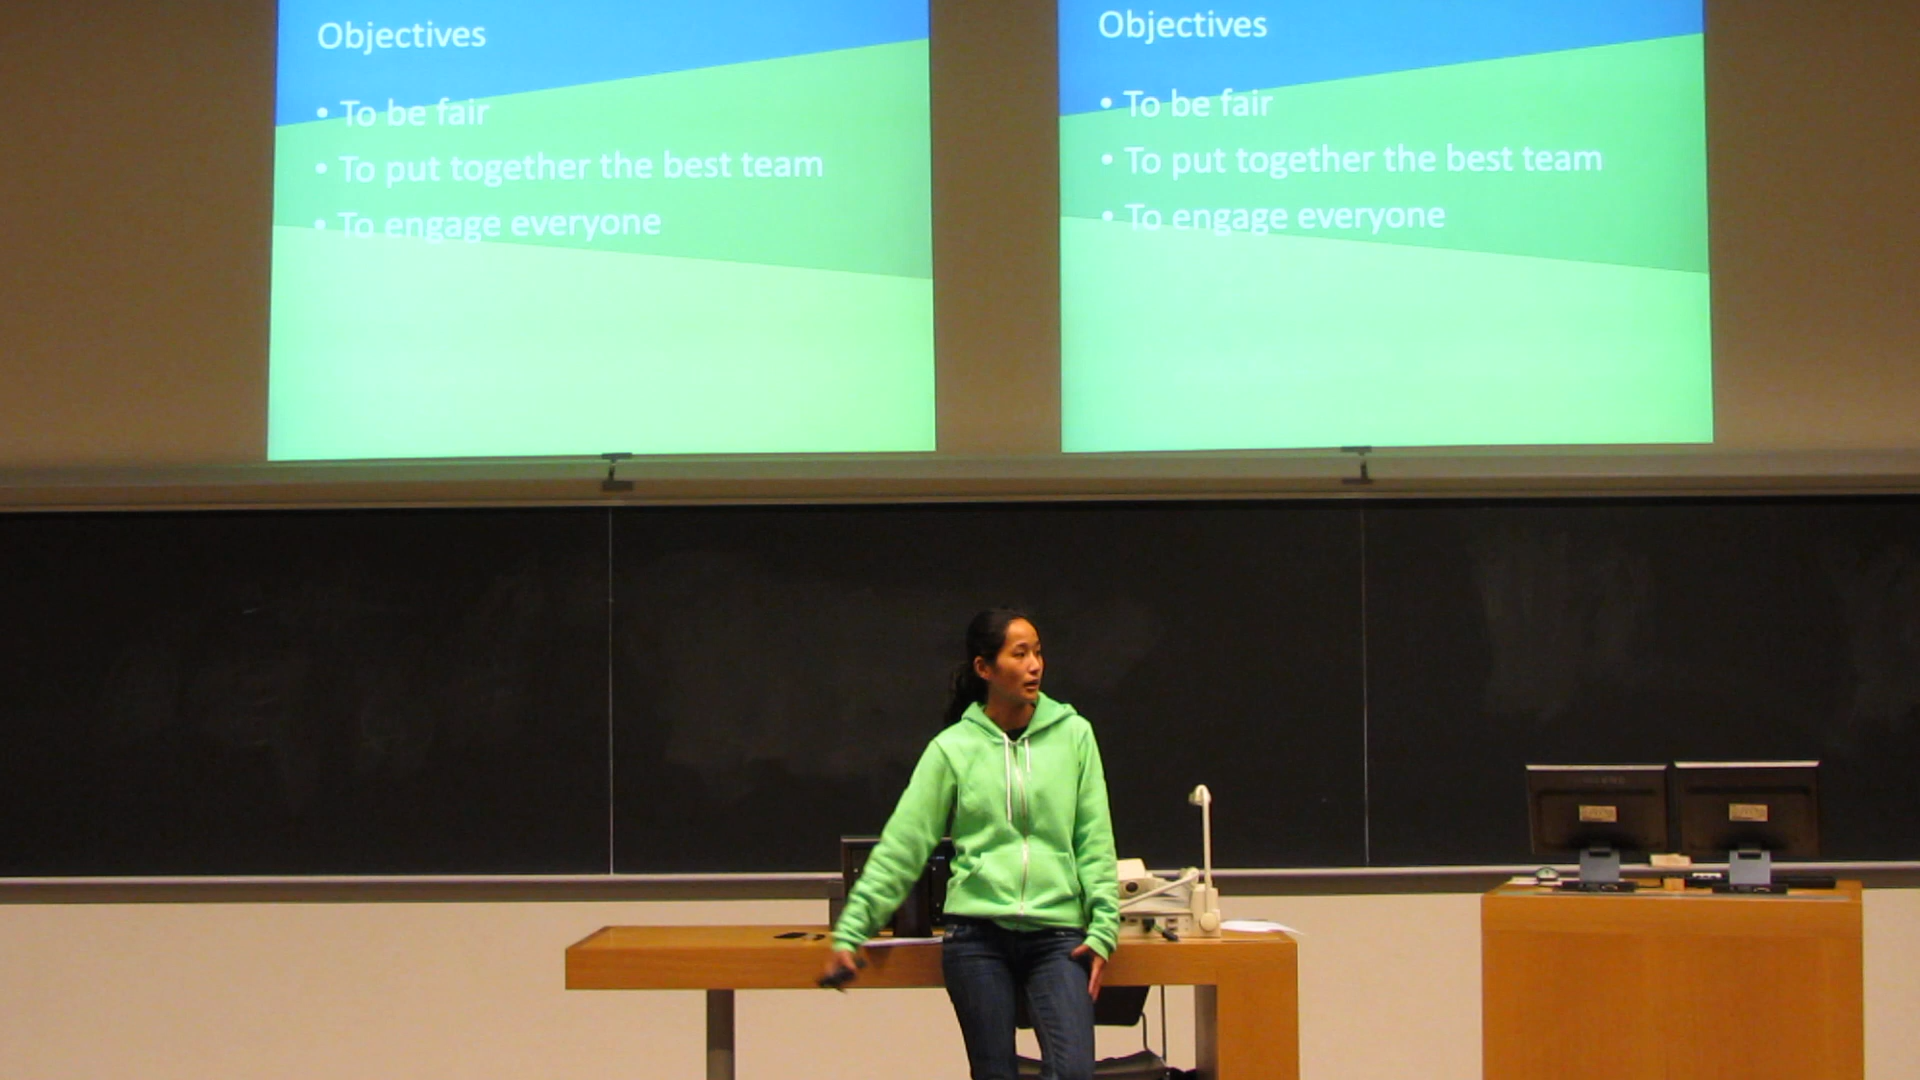 Objectives
• To be fair
• To put together the best team
• To engage everyone
Objectives
• To be fair
• To put together the best team
• To engage everyone